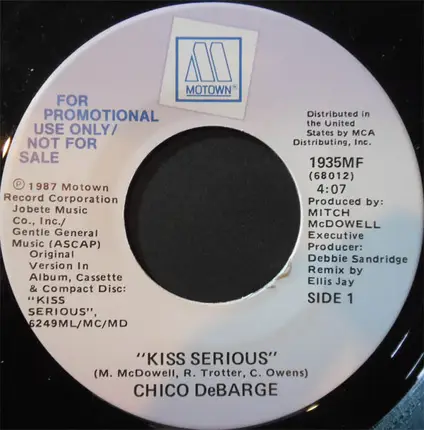 MOTOWN®
FOR
PROMOTIONAL
USE ONLY/
NOT FOR
SALE
℗ 1987 Motown
Record Corporation
Jobete Music
Co., Inc./
Gentle General
Music (ASCAP)
Original
Version In
Album, Cassette
& Compact Disc:
"KISS
SERIOUS",
6249ML/MC/MD
Distributed in
the United
States by MCA
Distributing, Inc.
1935MF
(68012)
4:07
Produced by:
MITCH
McDOWELL
Executive
Producer:
Debbie Sandridge
Remix by
Ellis Jay
SIDE 1
"KISS SERIOUS"
(M. McDowell, R. Trotter, C. Owens)
CHICO DeBARGE